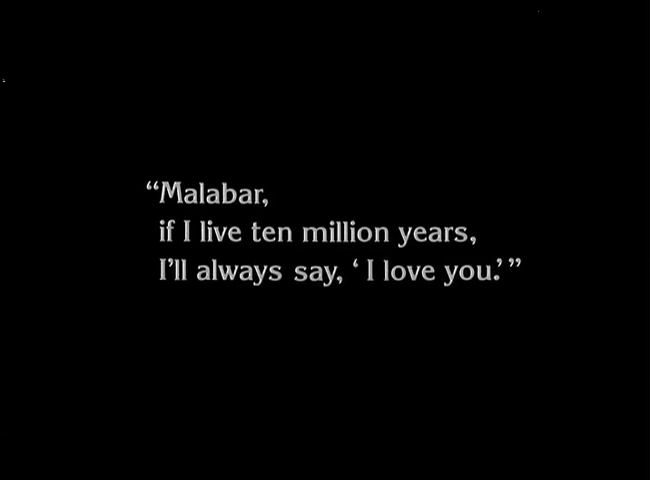 “Malabar,
if I live ten million years,
I’ll always say, ‘ I love you.’ ”